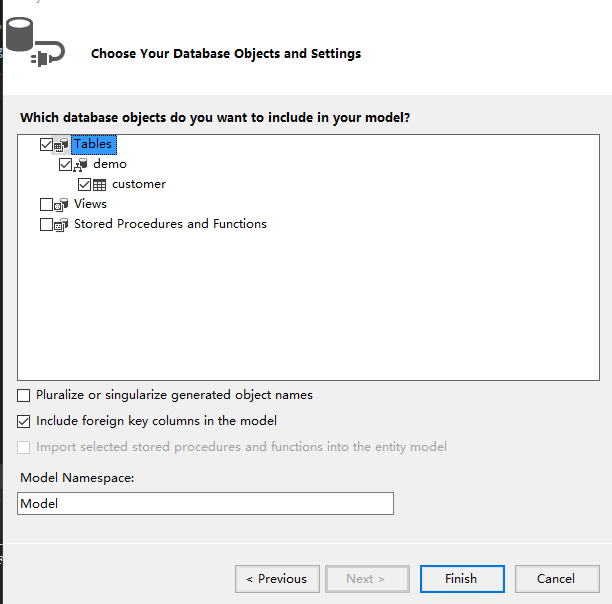 Choose Your Database Objects and Settings
Which database objects do you want to include in your model?
Tables
demo
customer
Views
Stored Procedures and Functions
Pluralize or singularize generated object names
Include foreign key columns in the model
Import selected stored procedures and functions into the entity model
Model Namespace:
Model
< Previous
Next >
Finish
Cancel